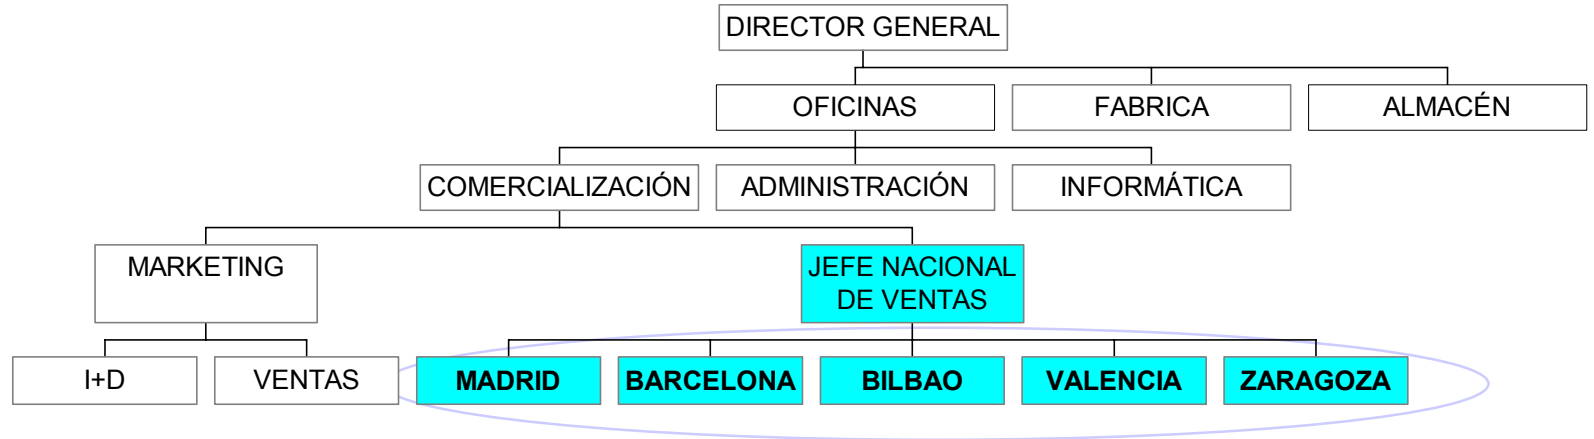 DIRECTOR GENERAL
OFICINAS
FABRICA
ALMACÉN
COMERCIALIZACIÓN
ADMINISTRACIÓN
INFORMÁTICA
MARKETING
JEFE NACIONAL
DE VENTAS
I+D
VENTAS
MADRID
BARCELONA
BILBAO
VALENCIA
ZARAGOZA